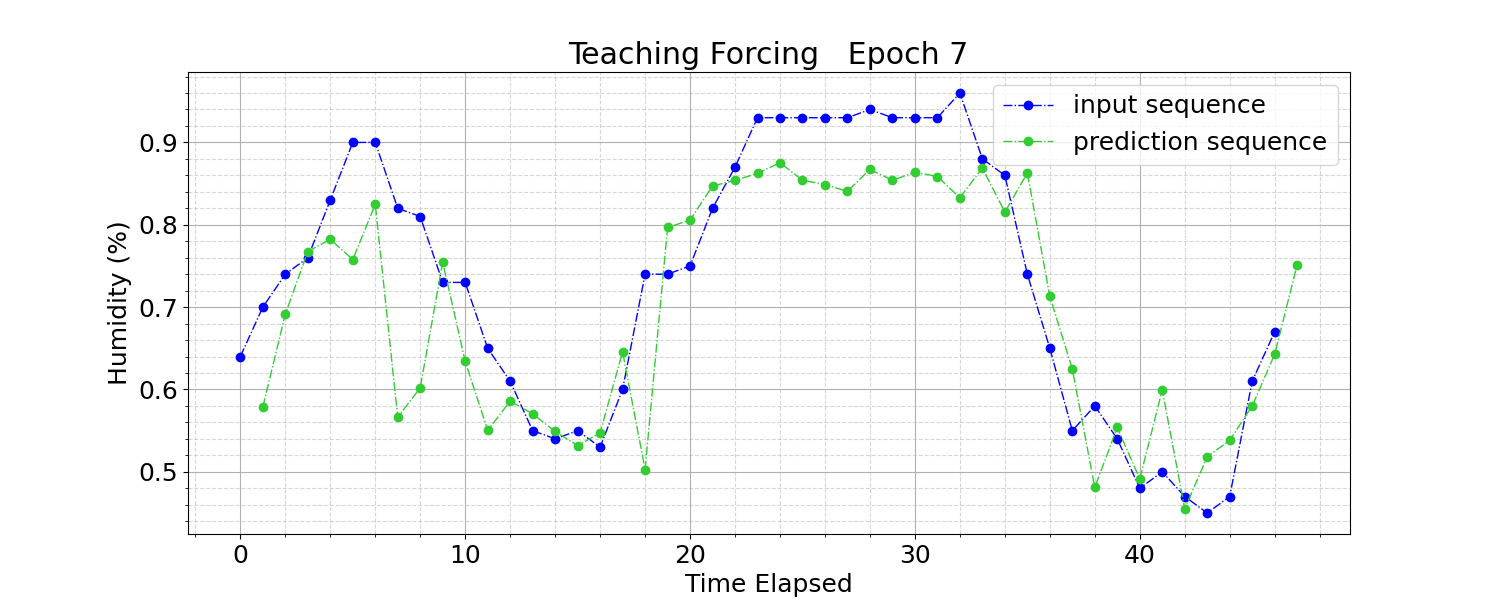 Teaching Forcing   Epoch 7
input sequence
prediction sequence
Humidity (%)
0.9
0.8
0.7
0.6
0.5
0 10 20 30 40
Time Elapsed